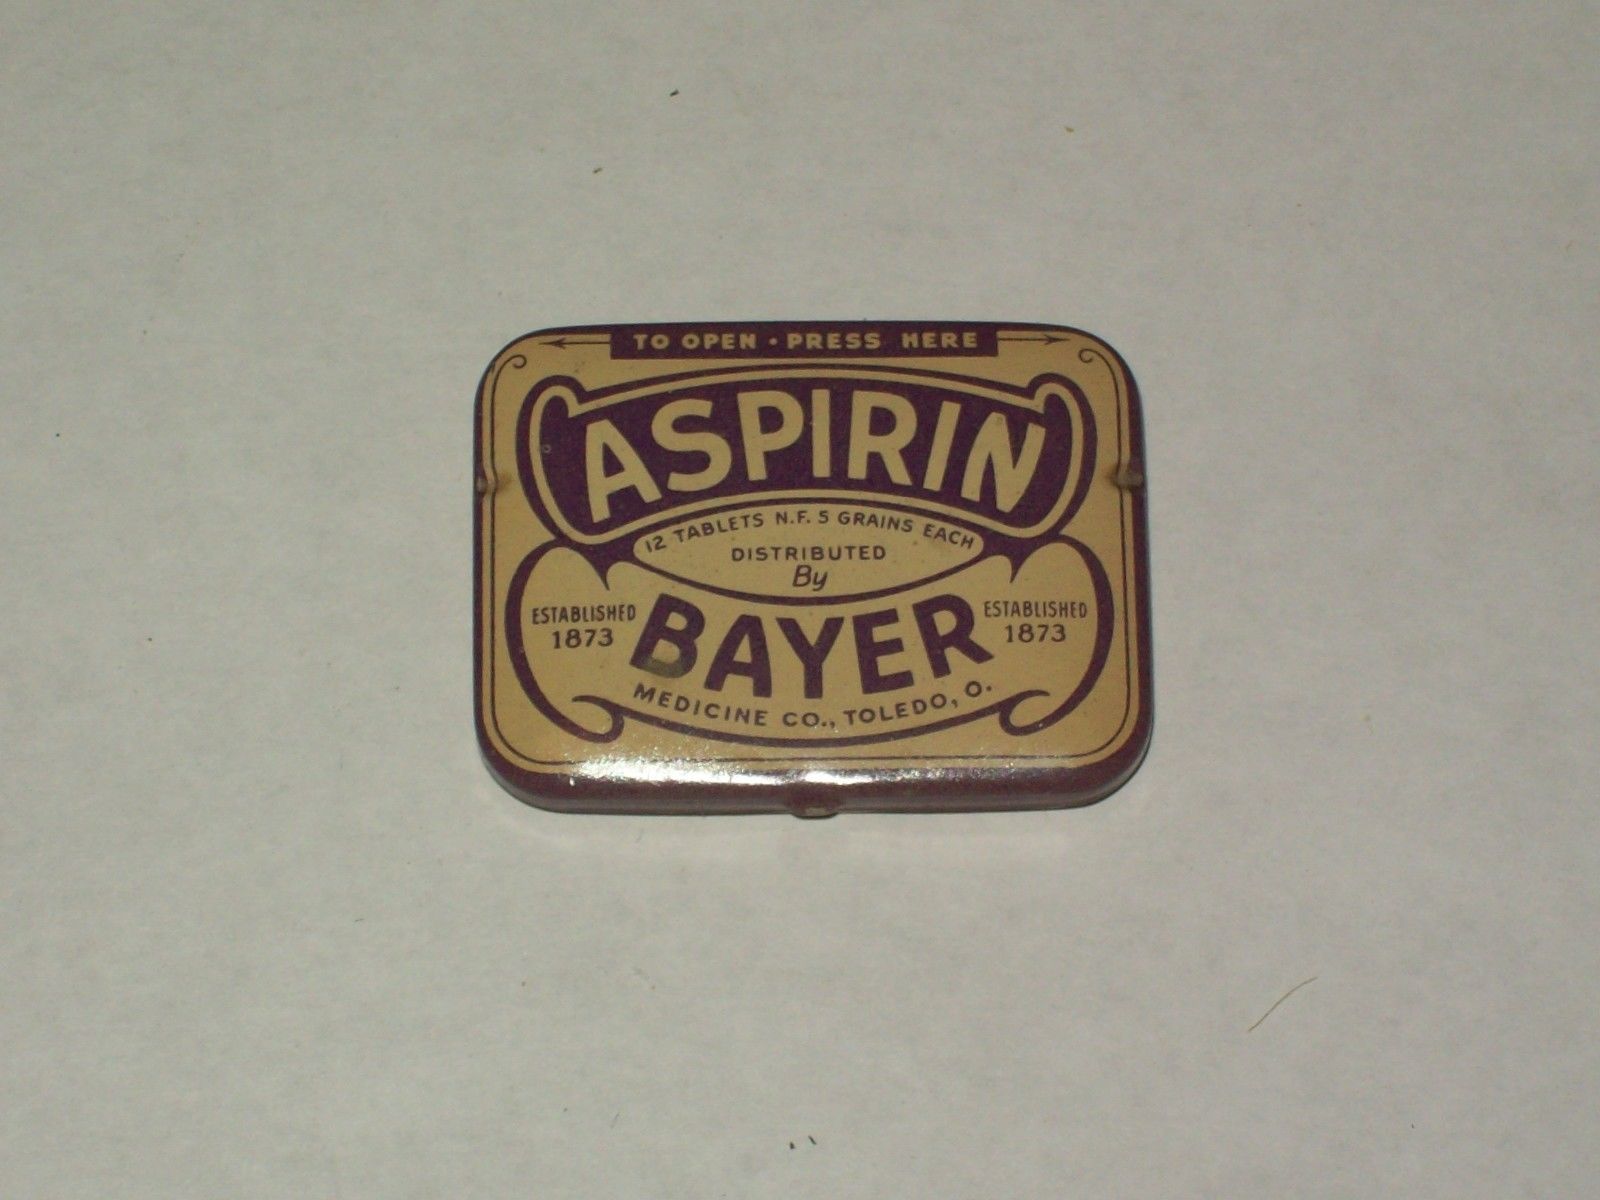 TO OPEN • PRESS HERE
ASPIRIN
12 TABLETS N.F. 5 GRAINS EACH
DISTRIBUTED
By
ESTABLISHED
1873
BAYER
ESTABLISHED
1873
MEDICINE CO., TOLEDO, O.